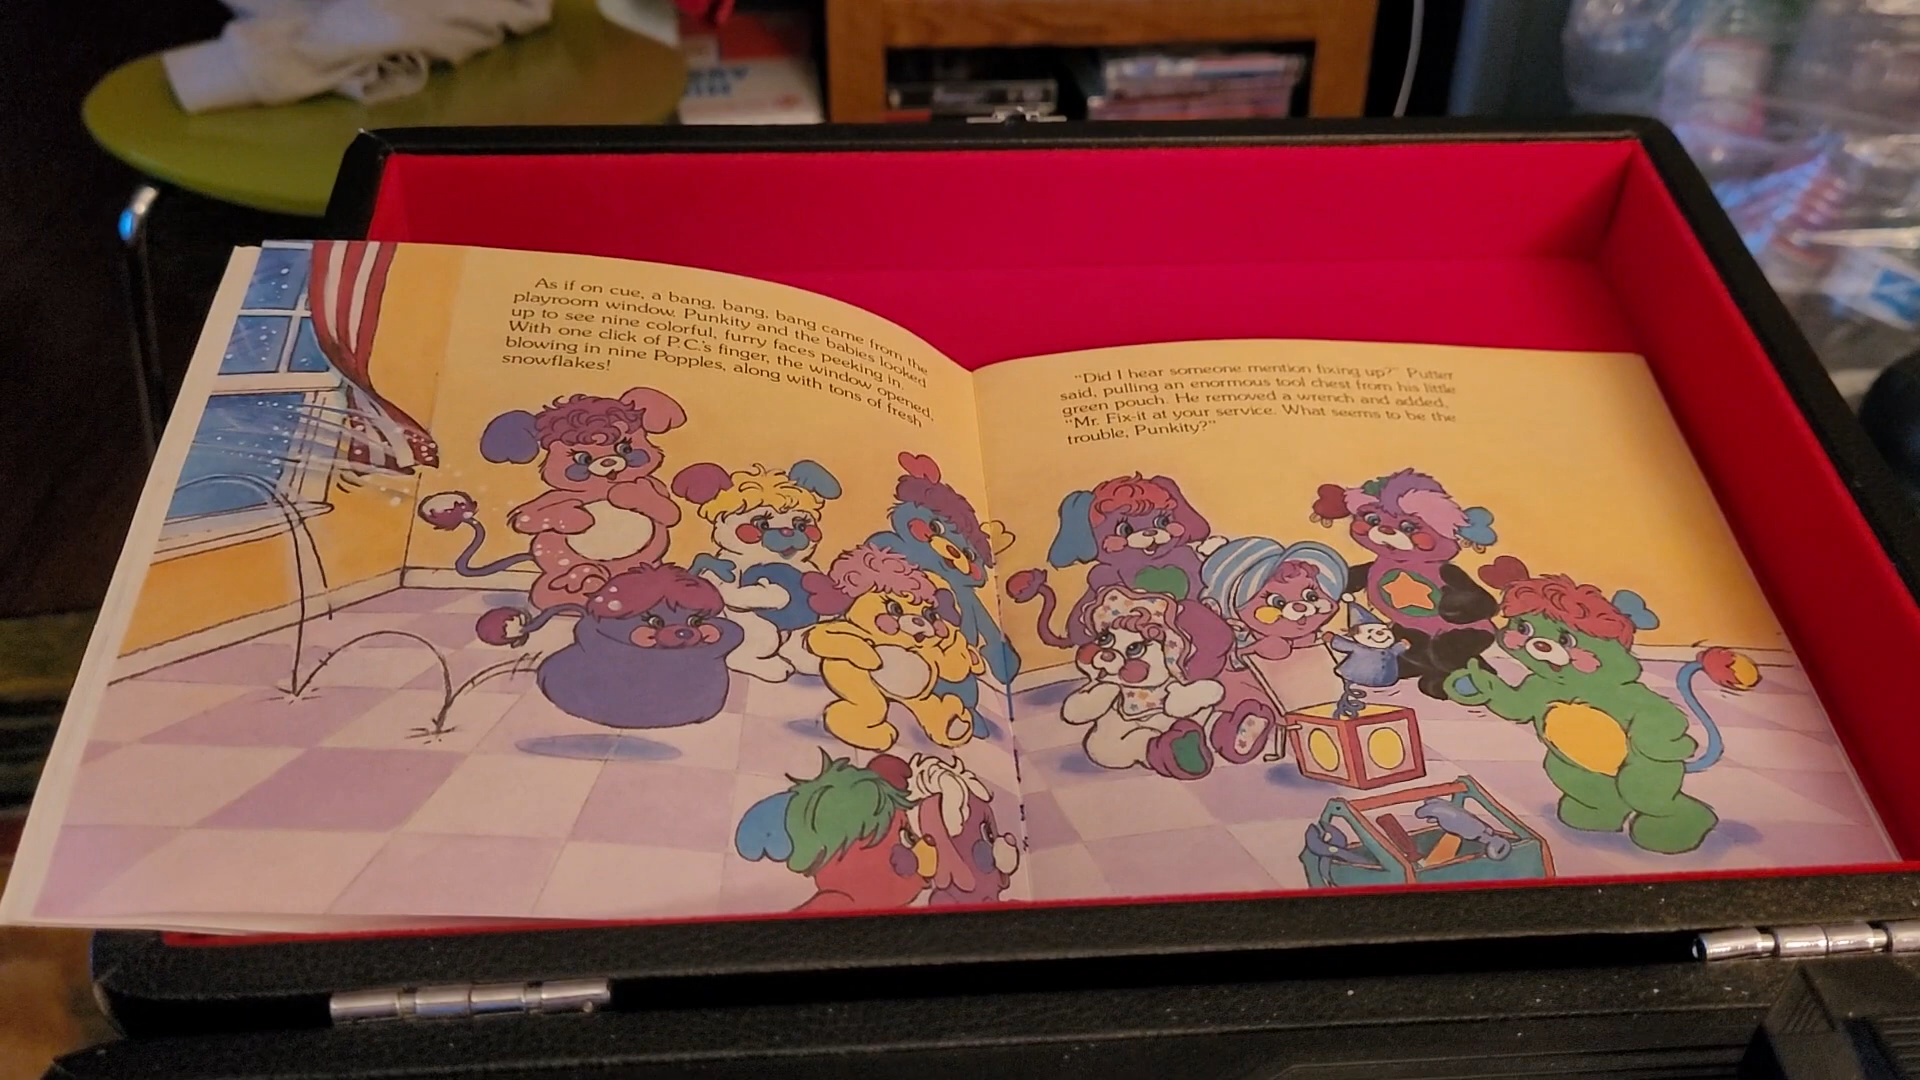 As if on cue, a bang, bang, bang came from the
playroom window. Punkity and the babies looked
up to see nine colorful, furry faces peeking in.
With one click of P.C.'s finger, the window opened,
blowing in nine Popples, along with tons of fresh
snowflakes!
"Did I hear someone mention fixing up?" Putter
said, pulling an enormous tool chest from his little
green pouch. He removed a wrench and added,
"Mr. Fix-it at your service. What seems to be the
trouble, Punkity?"